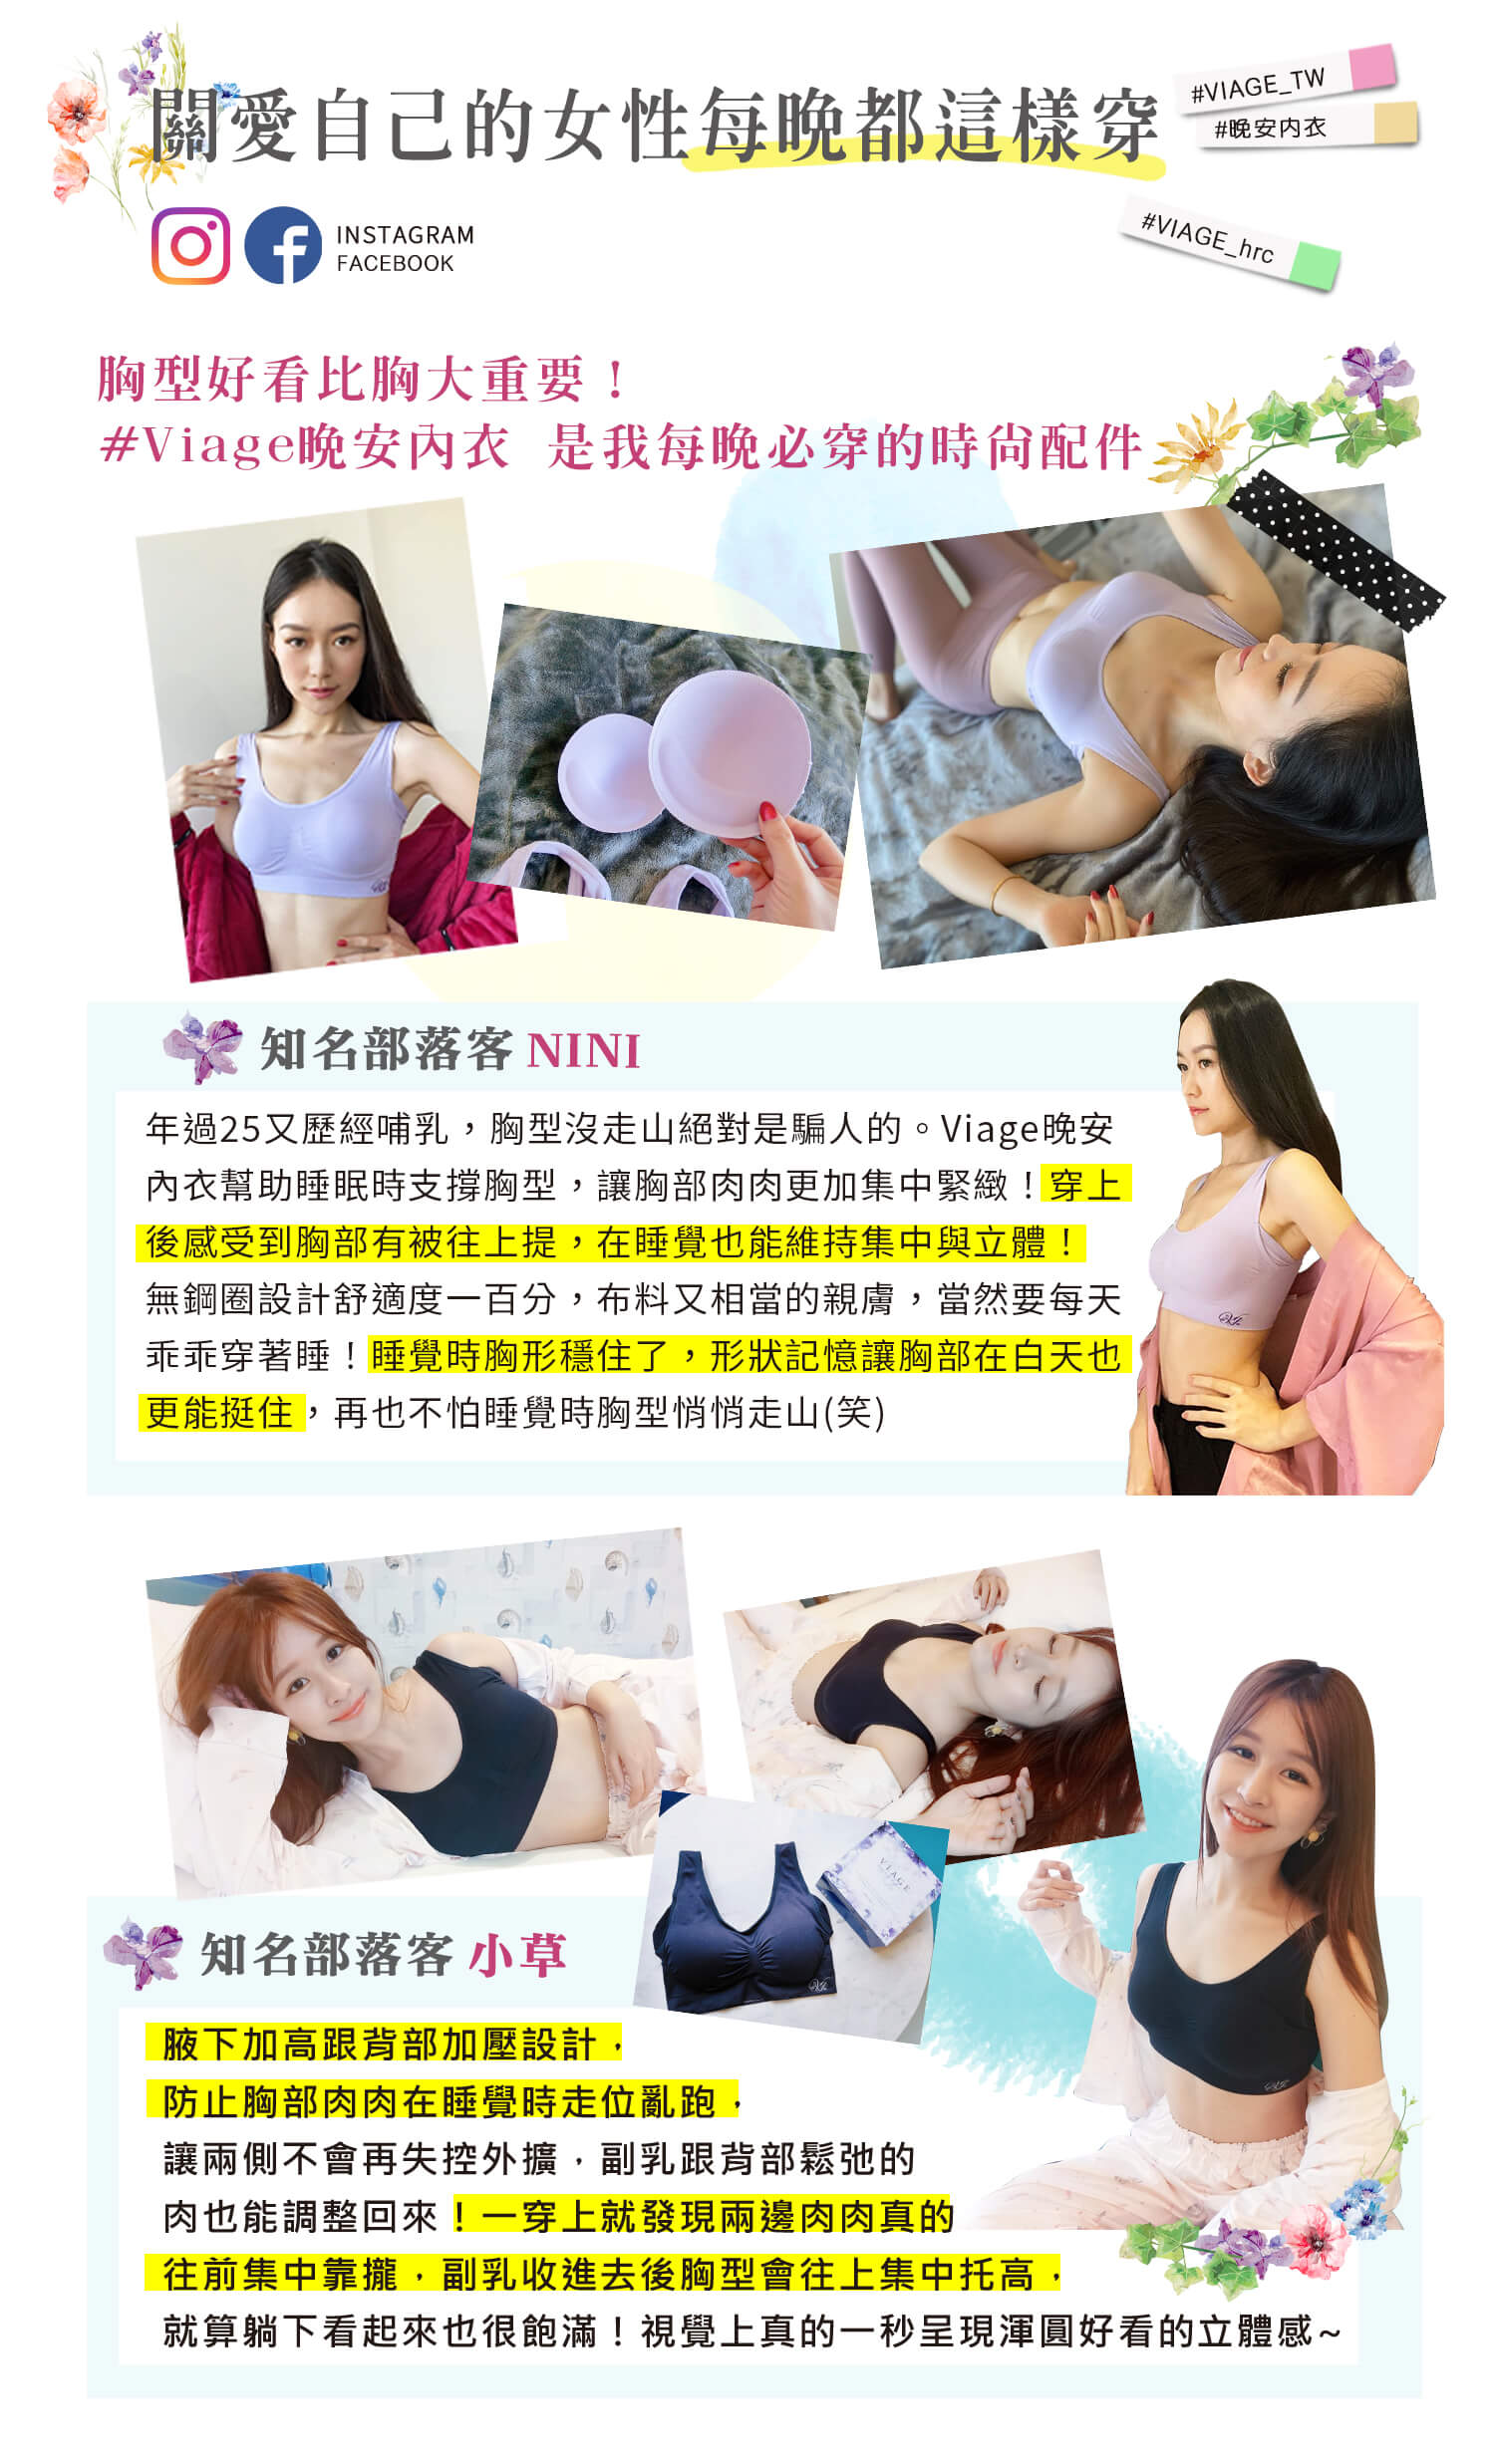 關愛自己的女性每晚都這樣穿
#VIAGE_TW
#晚安內衣
#VIAGE_hrc
INSTAGRAM
FACEBOOK
胸型好看比胸大重要！
#Viage晚安內衣 是我每晚必穿的時尚配件
知名部落客 NINI
年過25又歷經哺乳，胸型沒走山絕對是騙人的。Viage晚安
內衣幫助睡眠時支撐胸型，讓胸部肉肉更加集中緊緻！穿上
後感受到胸部有被往上提，在睡覺也能維持集中與立體！
無鋼圈設計舒適度一百分，布料又相當的親膚，當然要每天
乖乖穿著睡！睡覺時胸形穩住了，形狀記憶讓胸部在白天也
更能挺住，再也不怕睡覺時胸型悄悄走山(笑)
VIAGE
知名部落客 小草
腋下加高跟背部加壓設計，
防止胸部肉肉在睡覺時走位亂跑，
讓兩側不會再失控外擴，副乳跟背部鬆弛的
肉也能調整回來！一穿上就發現兩邊肉肉真的
往前集中靠攏，副乳收進去後胸型會往上集中托高，
就算躺下看起來也很飽滿！視覺上真的一秒呈現渾圓好看的立體感~